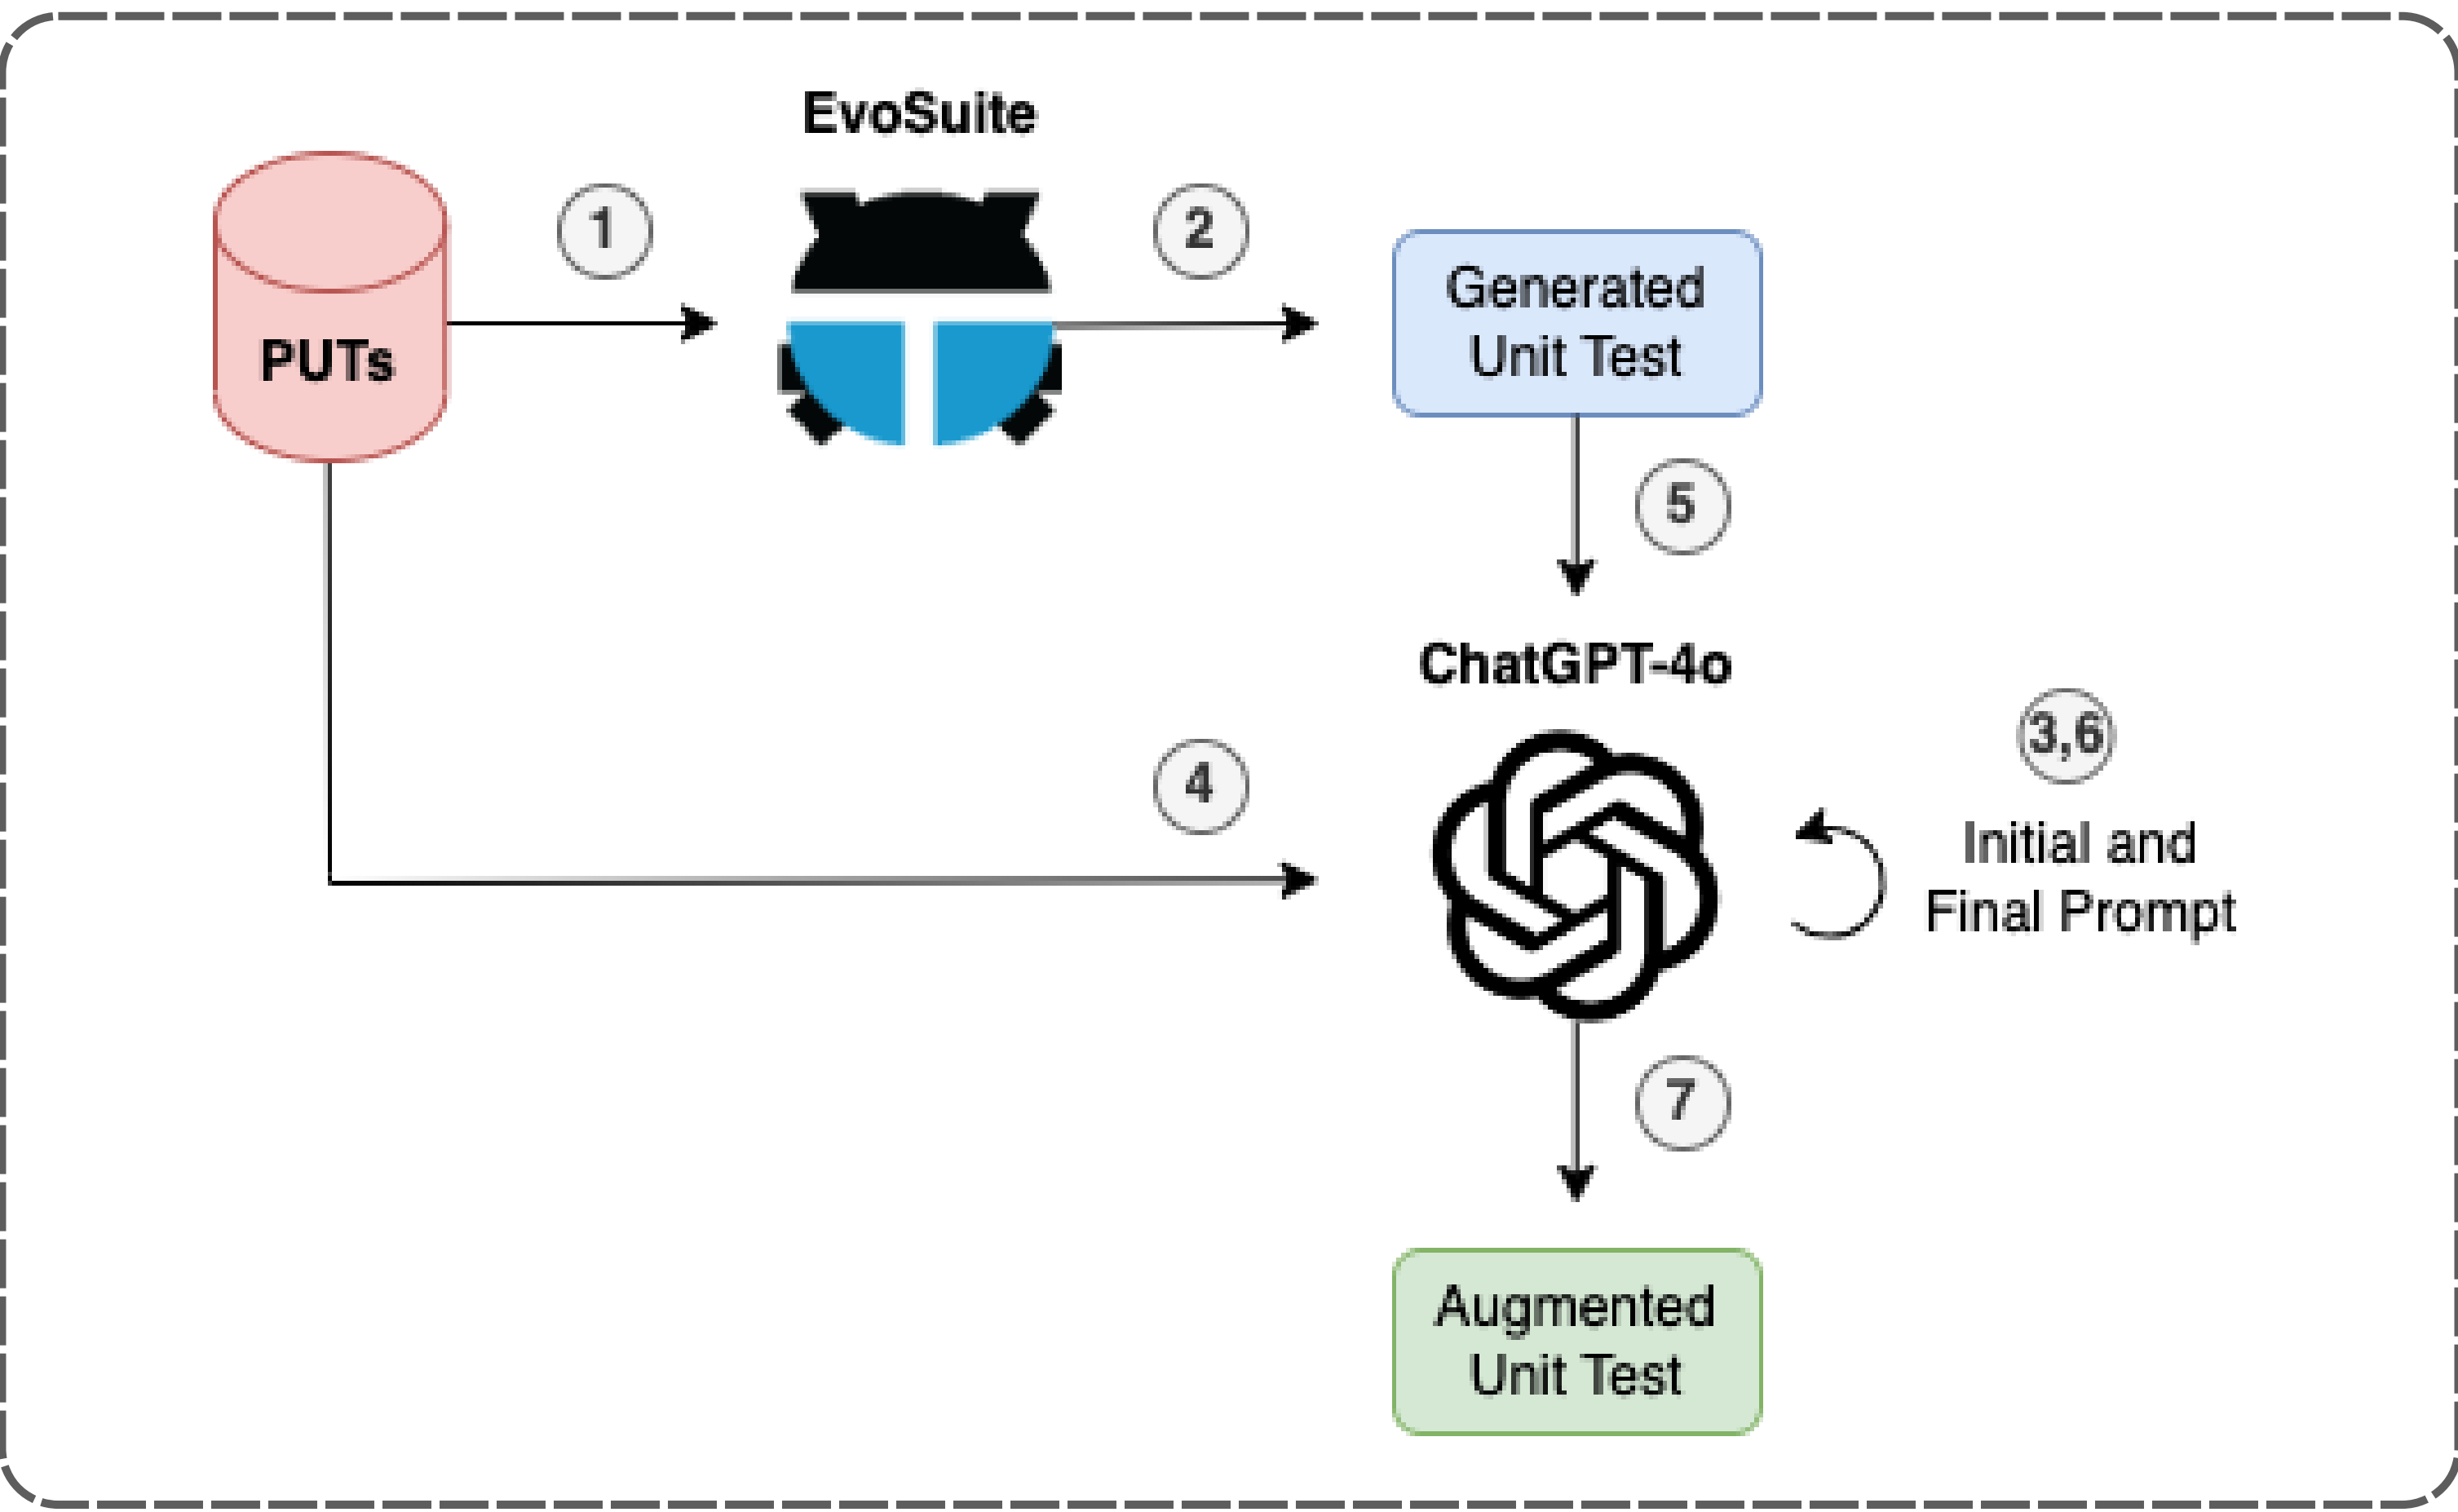 EvoSuite
1
2
PUTs
Generated
Unit Test
5
ChatGPT-4o
3,6
4
Initial and
Final Prompt
7
Augmented
Unit Test